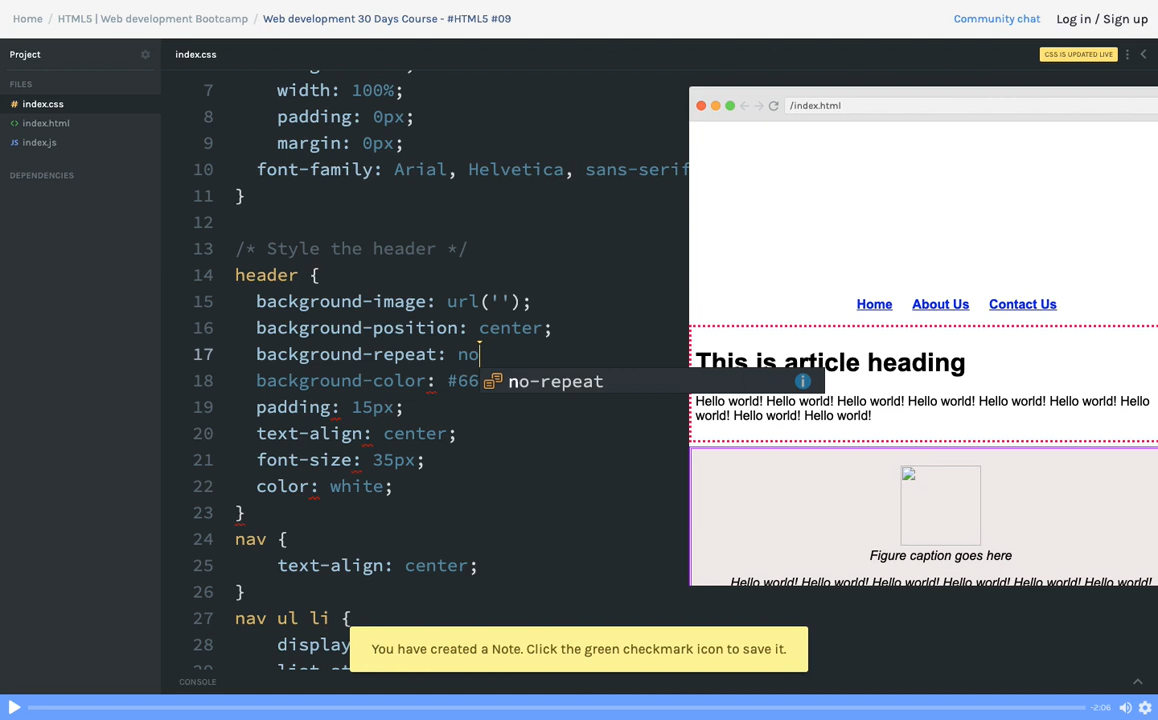 Home / HTML5 | Web development Bootcamp / Web development 30 Days Course - #HTML5 #09
Community chat
Log in / Sign up
Project
index.css
CSS IS UPDATED LIVE
FILES
# index.css
<> index.html
JS index.js
DEPENDENCIES
7 width: 100%;
8 padding: 0px;
9 margin: 0px;
10 font-family: Arial, Helvetica, sans-serif
11 }
12
13 /* Style the header */
14 header {
15 background-image: url('');
16 background-position: center;
17 background-repeat: no
no-repeat
18 background-color: #66
19 padding: 15px;
20 text-align: center;
21 font-size: 35px;
22 color: white;
23 }
24 nav {
25 text-align: center;
26 }
27 nav ul li {
28 display
/index.html
Home About Us Contact Us
This is article heading
Hello world! Hello world! Hello world! Hello world! Hello world! Hello world! Hello
world! Hello world! Hello world!
Figure caption goes here
Hello world! Hello world! Hello world! Hello world! Hello world! Hello world!
You have created a Note. Click the green checkmark icon to save it.
CONSOLE
-2:06